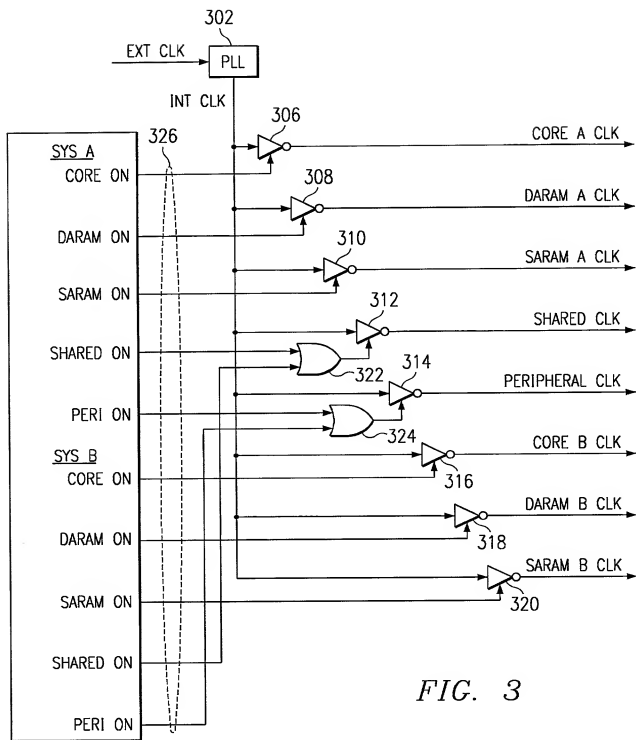 302
EXT CLK
PLL
INT CLK
306
326
CORE A CLK
SYS A
CORE ON
308
DARAM A CLK
DARAM ON
310
SARAM A CLK
SARAM ON
312
SHARED CLK
SHARED ON
322
314
PERIPHERAL CLK
PERI ON
324
SYS B
CORE B CLK
CORE ON
316
DARAM B CLK
DARAM ON
318
SARAM B CLK
SARAM ON
320
SHARED ON
FIG. 3
PERI ON